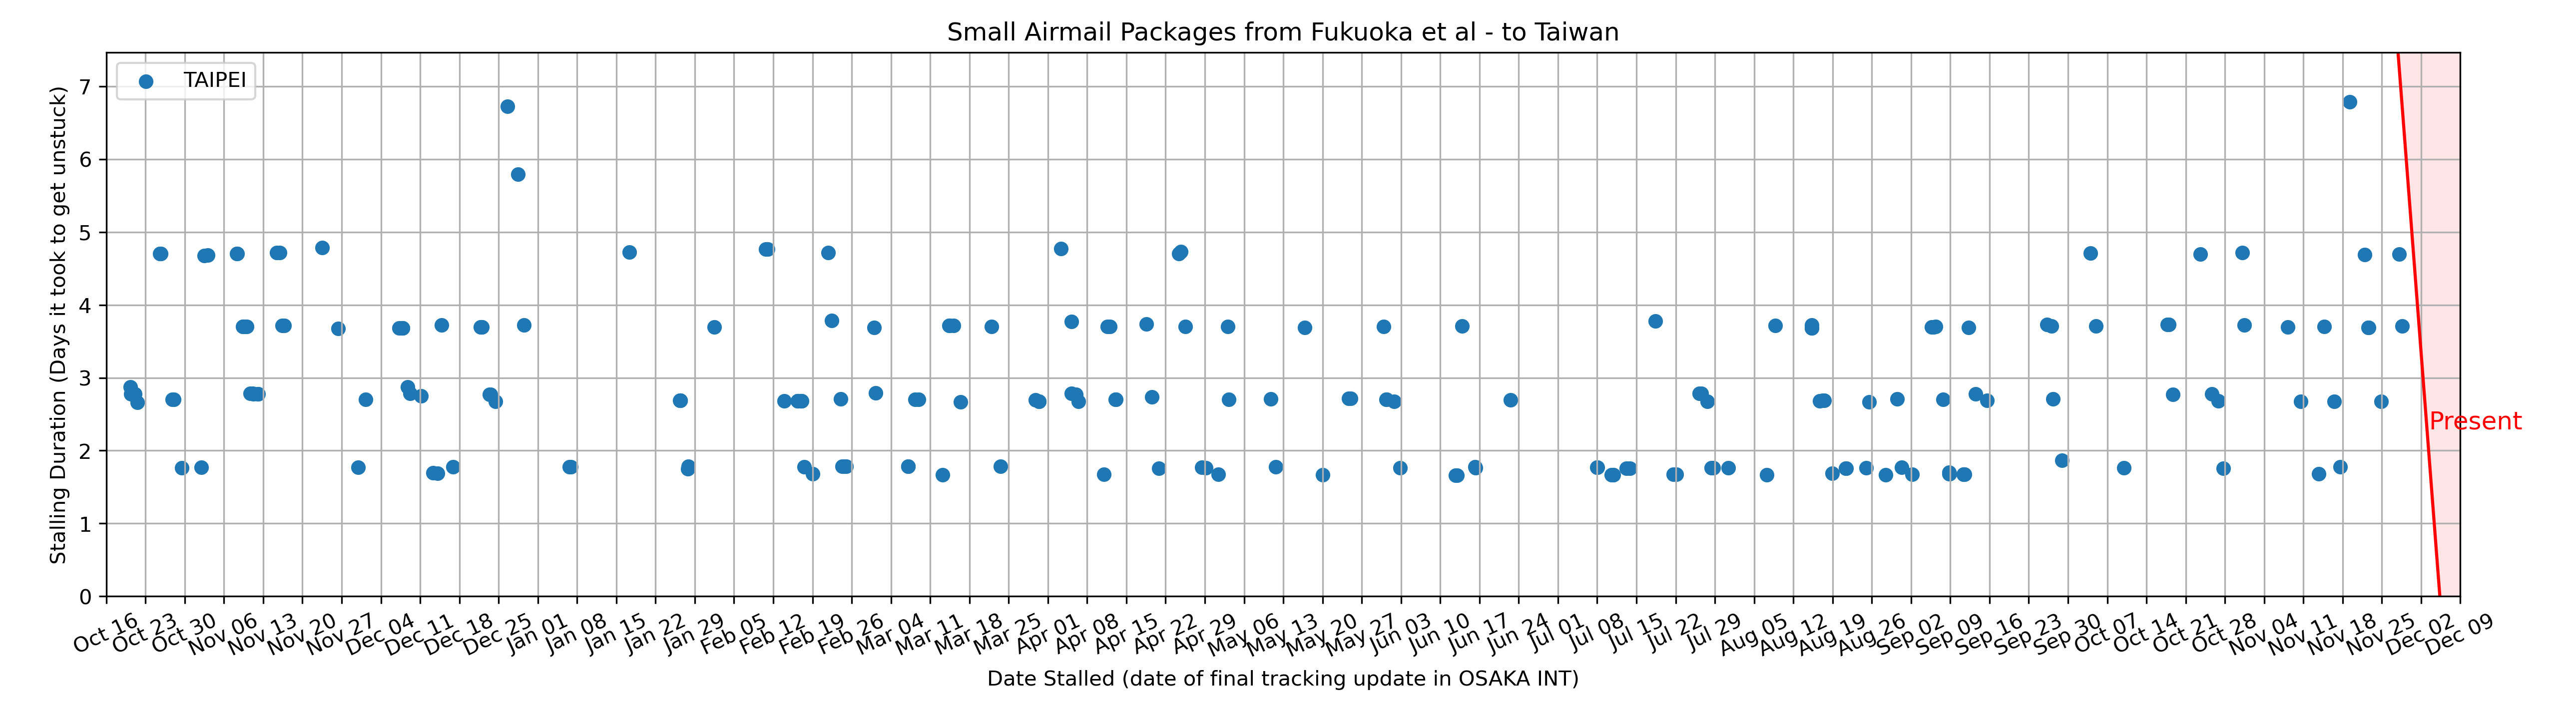 Small Airmail Packages from Fukuoka et al - to Taiwan
TAIPEI
Stalling Duration (Days it took to get unstuck)
7
6
5
4
3
2
1
0
Present
Oct 16 Oct 23 Oct 30 Nov 06 Nov 13 Nov 20 Nov 27 Dec 04 Dec 11 Dec 18 Dec 25 Jan 01 Jan 08 Jan 15 Jan 22 Jan 29 Feb 05 Feb 12 Feb 19 Feb 26 Mar 04 Mar 11 Mar 18 Mar 25 Apr 01 Apr 08 Apr 15 Apr 22 Apr 29 May 06 May 13 May 20 May 27 Jun 03 Jun 10 Jun 17 Jun 24 Jul 01 Jul 08 Jul 15 Jul 22 Jul 29 Aug 05 Aug 12 Aug 19 Aug 26 Sep 02 Sep 09 Sep 16 Sep 23 Sep 30 Oct 07 Oct 14 Oct 21 Oct 28 Nov 04 Nov 11 Nov 18 Nov 25 Dec 02 Dec 09
Date Stalled (date of final tracking update in OSAKA INT)